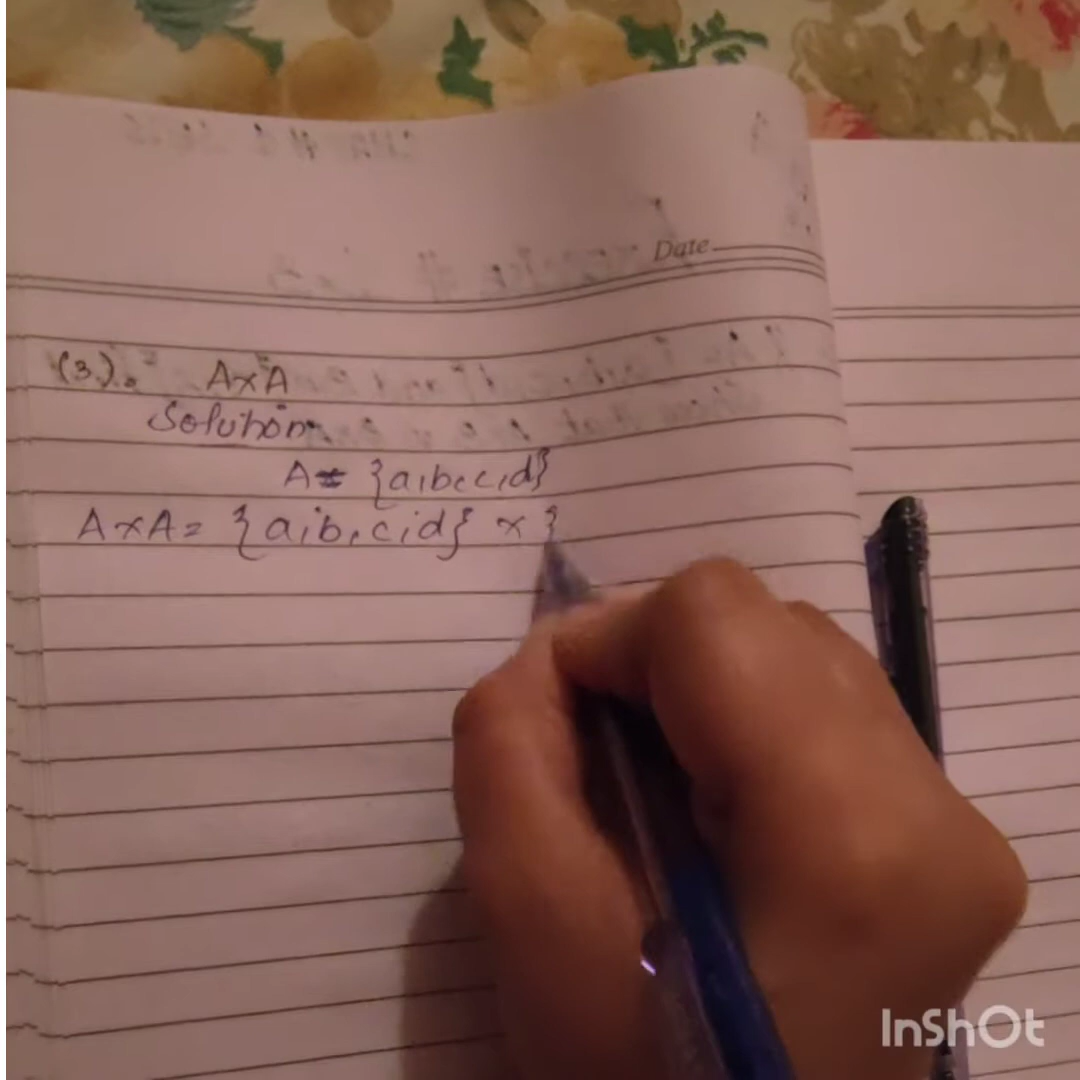 Date
(3.). A×A
Solution
A= {a,b,c,d}
A×A= {a,b,c,d} × {
InShOt